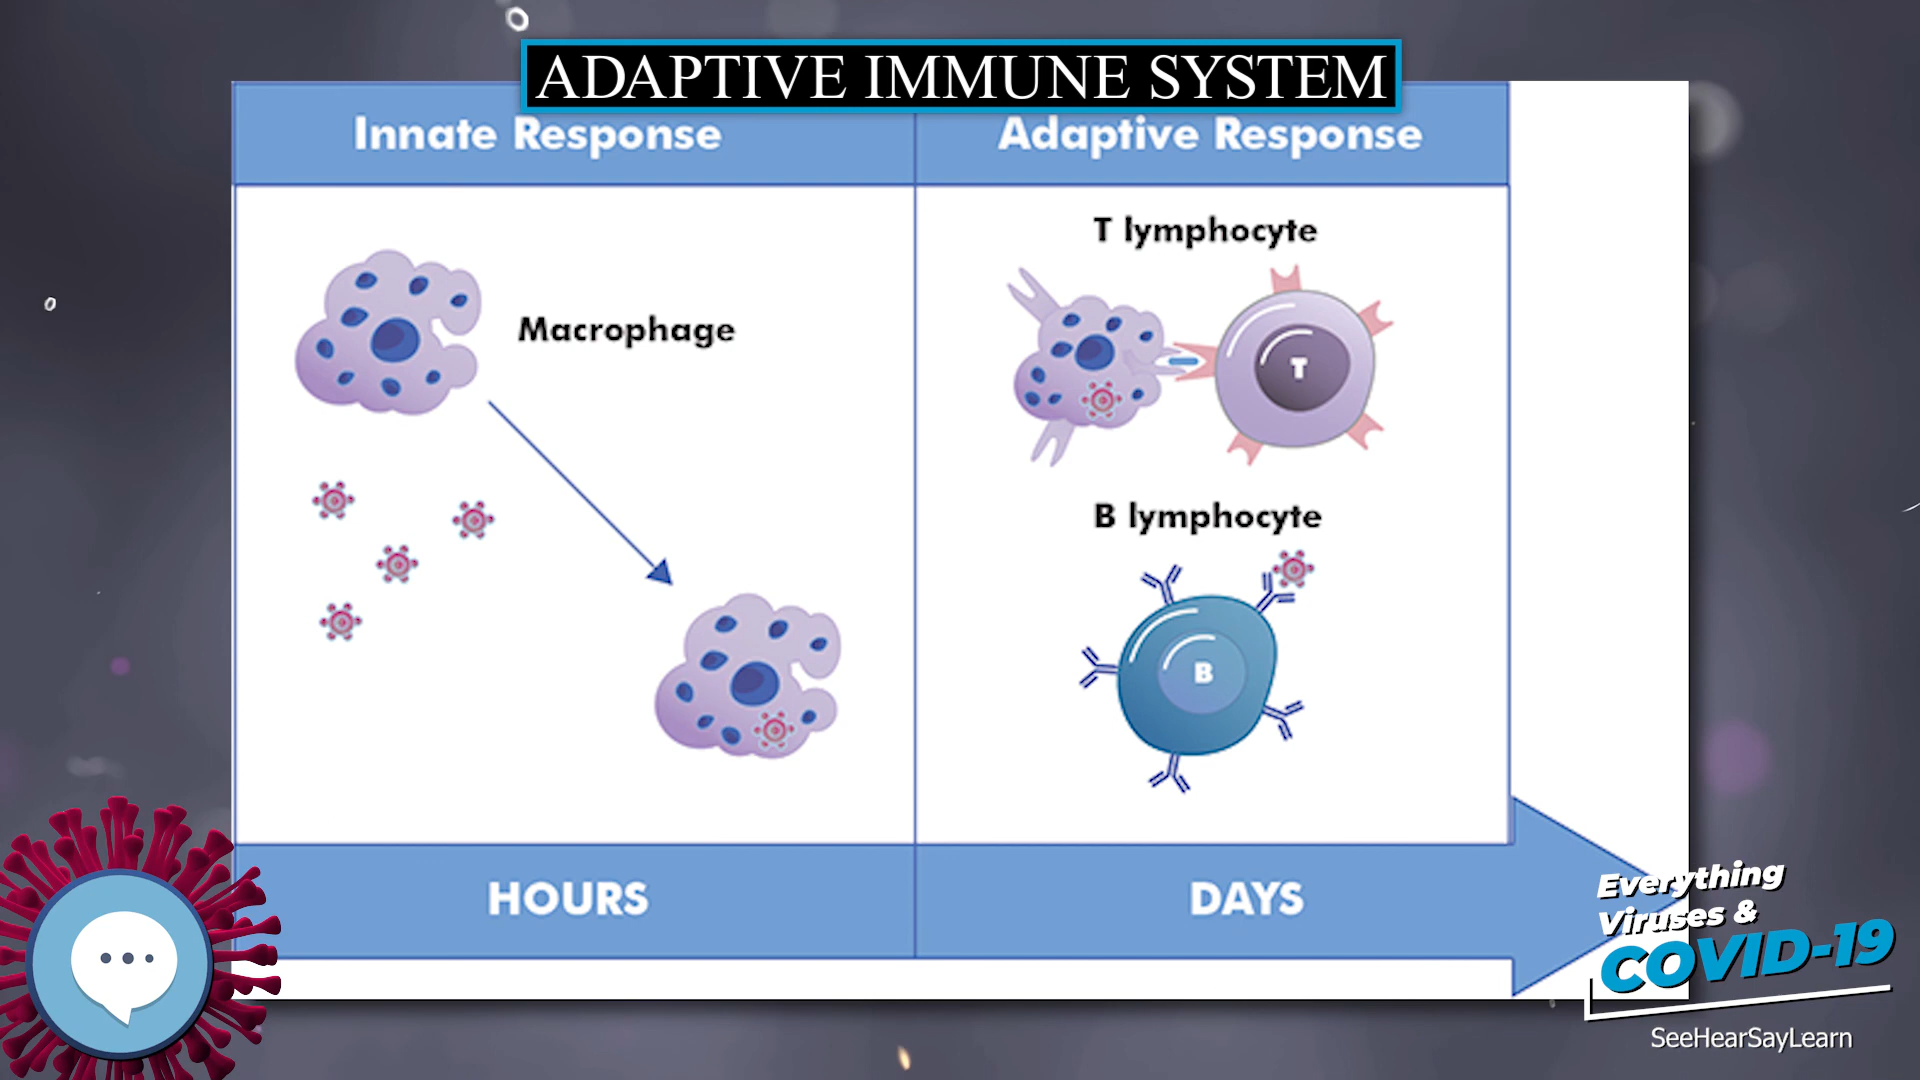 ADAPTIVE IMMUNE SYSTEM
Innate Response
Adaptive Response
Macrophage
T lymphocyte
T
B lymphocyte
B
HOURS
DAYS
Everything
Viruses &
COVID-19
SeeHearSayLearn